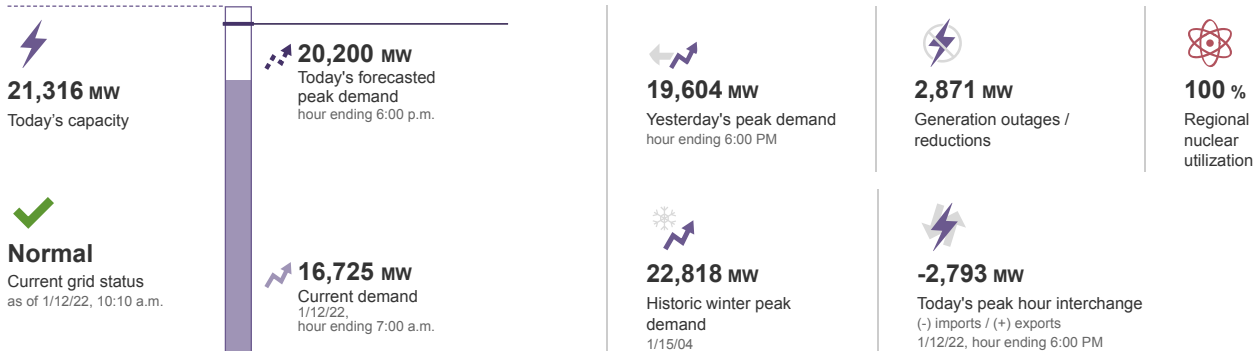 21,316 MW
Today's capacity
Normal
Current grid status
as of 1/12/22, 10:10 a.m.
20,200 MW
Today's forecasted
peak demand
hour ending 6:00 p.m.
16,725 MW
Current demand
1/12/22,
hour ending 7:00 a.m.
19,604 MW
Yesterday's peak demand
hour ending 6:00 PM
2,871 MW
Generation outages /
reductions
100 %
Regional
nuclear
utilization
22,818 MW
Historic winter peak
demand
1/15/04
-2,793 MW
Today's peak hour interchange
(-) imports / (+) exports
1/12/22, hour ending 6:00 PM